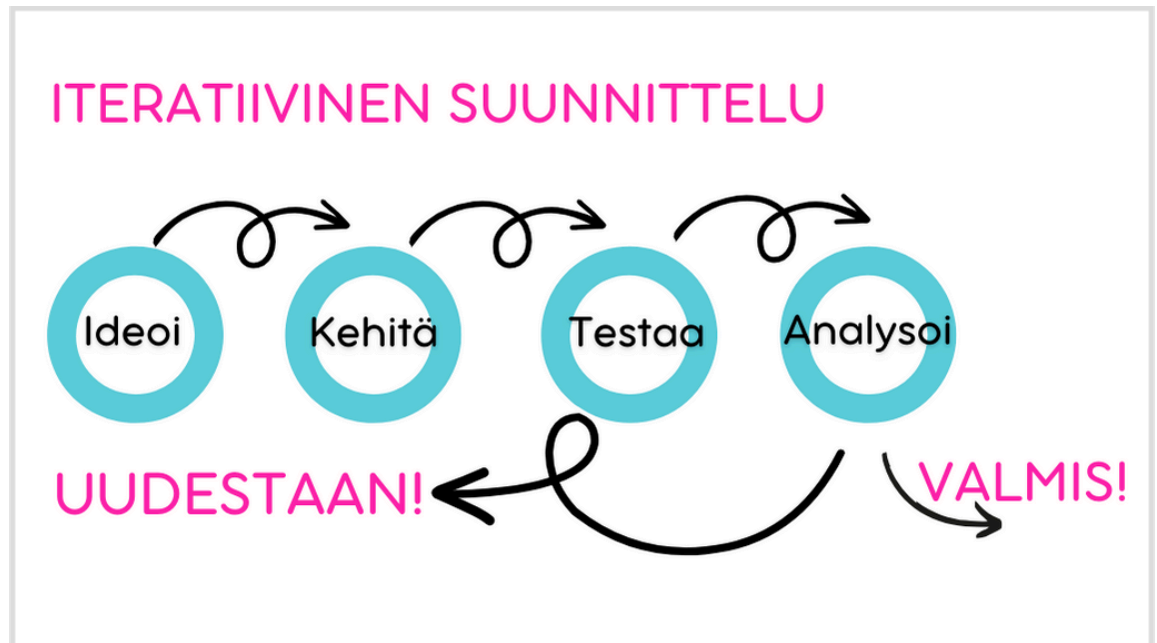 ITERATIIVINEN SUUNNITTELU
Ideoi Kehitä Testaa Analysoi
UUDESTAAN! VALMIS!